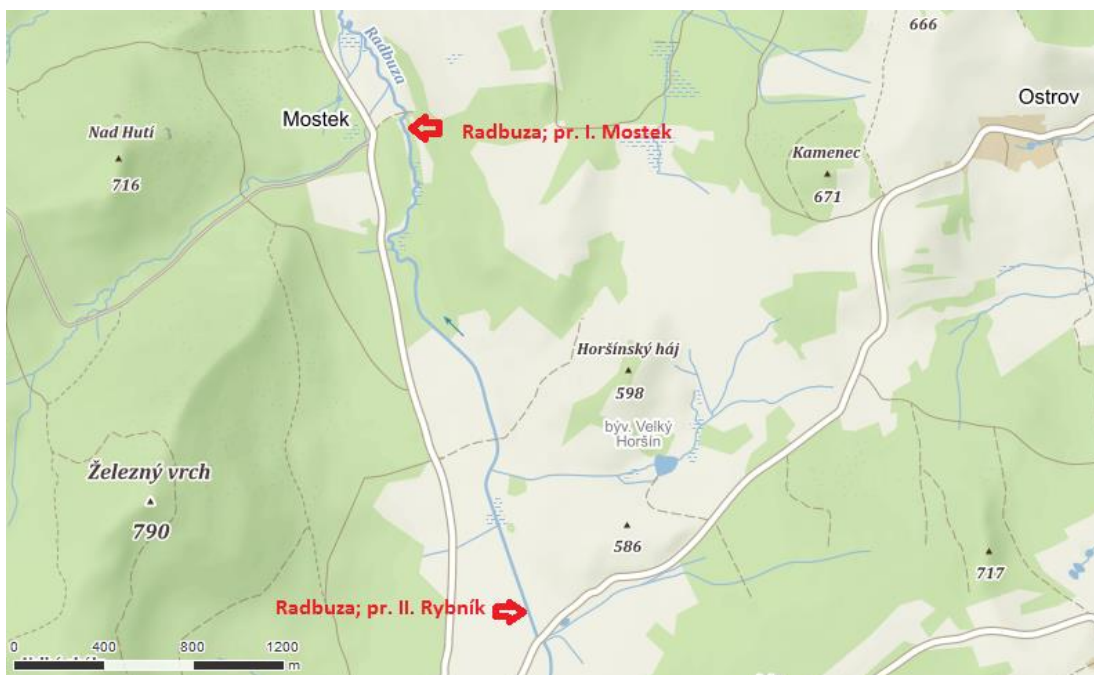 666
Radbuza
Ostrov
Mostek
Radbuza; pr. I. Mostek
Nad Hutí
716
Kamenec
671
Horšínský háj
598
býv. Velký
Horšín
Železný vrch
790
586
717
Radbuza; pr. II. Rybník
0 400 800 1200
m